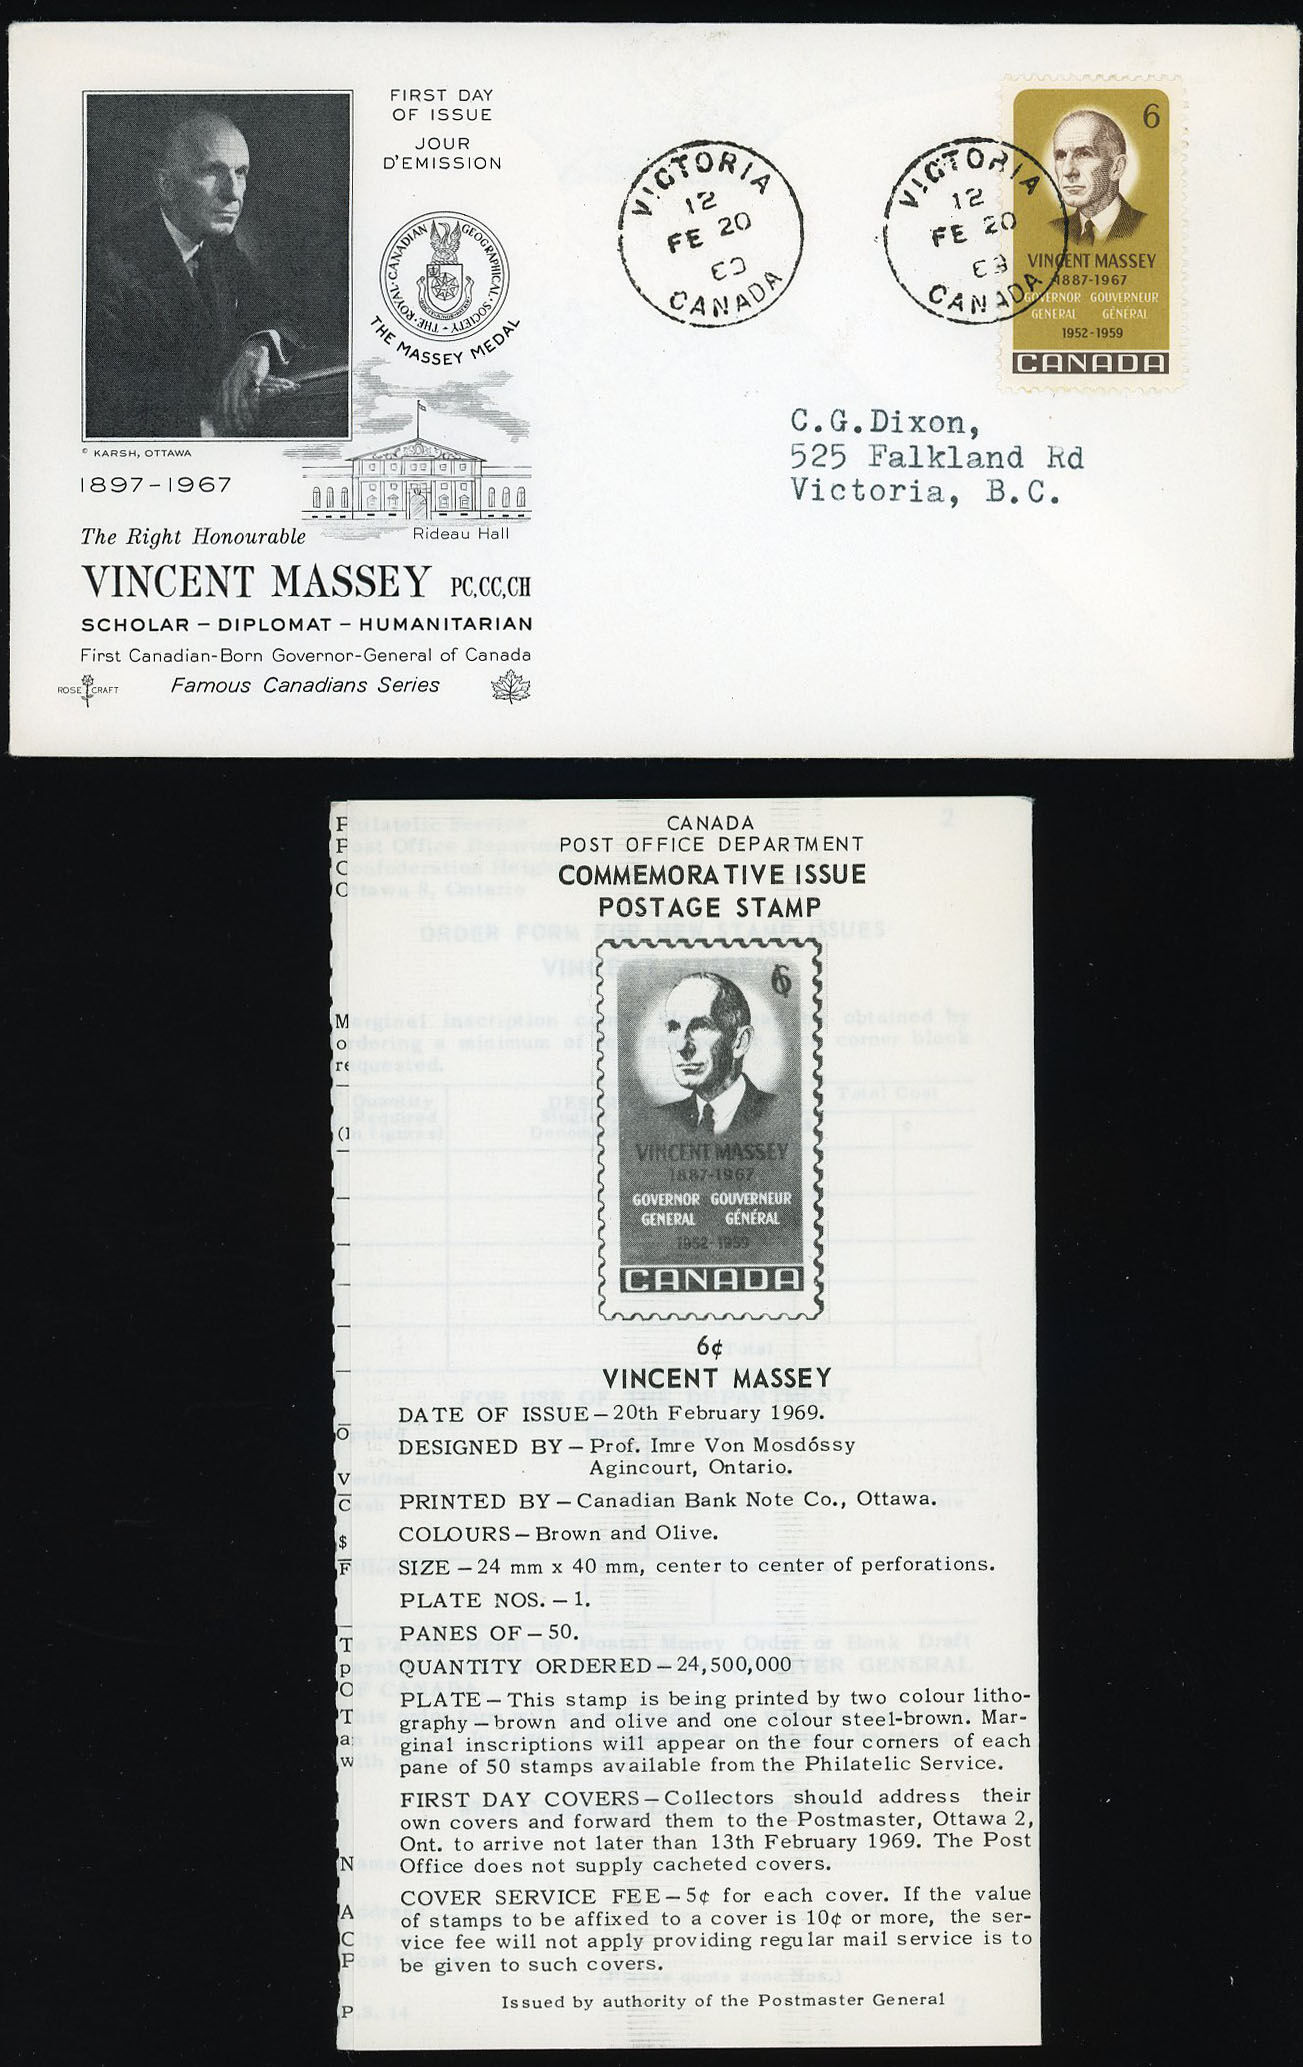 FIRST DAY
OF ISSUE
JOUR
D'EMISSION
THE · ROYAL · CANADIAN GEOGRAPHICAL · SOCIETY
THE MASSEY MEDAL
© KARSH, OTTAWA
1897-1967
Rideau Hall
The Right Honourable
VINCENT MASSEY PC,CC,CH
SCHOLAR – DIPLOMAT – HUMANITARIAN
First Canadian-Born Governor-General of Canada
ROSE CRAFT
Famous Canadians Series
VICTORIA
12
FE 20
CANADA
VICTORIA
12
FE 20
69
CANADA
6
VINCENT MASSEY
1887-1967
GOVERNOR GOUVERNEUR
GENERAL GÉNÉRAL
1952-1959
CANADA
C.G.Dixon,
525 Falkland Rd
Victoria, B.C.
CANADA
POST OFFICE DEPARTMENT
COMMEMORATIVE ISSUE
POSTAGE STAMP
6
VINCENT MASSEY
1887-1967
GOVERNOR GOUVERNEUR
GENERAL GÉNÉRAL
1952-1959
CANADA
6¢
VINCENT MASSEY
DATE OF ISSUE – 20th February 1969.
DESIGNED BY – Prof. Imre Von Mosdóssy
Agincourt, Ontario.
PRINTED BY – Canadian Bank Note Co., Ottawa.
COLOURS – Brown and Olive.
SIZE – 24 mm x 40 mm, center to center of perforations.
PLATE NOS. – 1.
PANES OF – 50.
QUANTITY ORDERED – 24,500,000
PLATE – This stamp is being printed by two colour litho-
graphy – brown and olive and one colour steel-brown. Mar-
ginal inscriptions will appear on the four corners of each
pane of 50 stamps available from the Philatelic Service.
FIRST DAY COVERS – Collectors should address their
own covers and forward them to the Postmaster, Ottawa 2,
Ont. to arrive not later than 13th February 1969. The Post
Office does not supply cacheted covers.
COVER SERVICE FEE – 5¢ for each cover. If the value
of stamps to be affixed to a cover is 10¢ or more, the ser-
vice fee will not apply providing regular mail service is to
be given to such covers.
Issued by authority of the Postmaster General